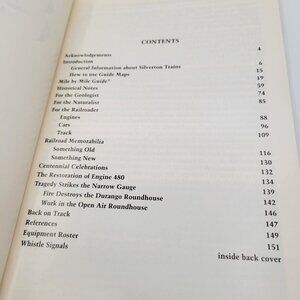 CONTENTS
Acknowledgements 4
Introduction
General Information about Silverton Trains 6
How to use Guide Maps 15
Mile by Mile Guide* 19
Historical Notes 59
For the Geologist 74
For the Naturalist 85
For the Railroader
Engines 88
Cars 96
Track 109
Railroad Memorabilia
Something Old 116
Something New 130
Centennial Celebrations 132
The Restoration of Engine 480 134
Tragedy Strikes the Narrow Gauge
Fire Destroys the Durango Roundhouse 142
Work in the Open Air Roundhouse 146
Back on Track 147
References 149
Equipment Roster 151
Whistle Signals inside back cover